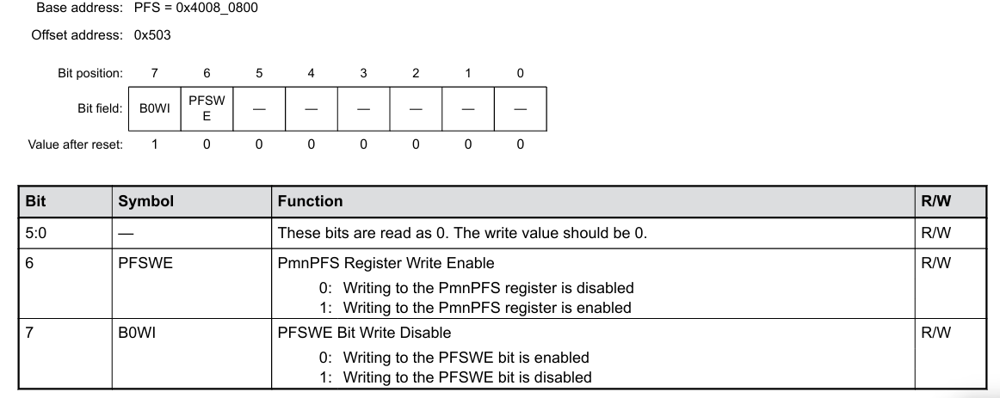 Base address: PFS = 0x4008_0800
Offset address: 0x503
Bit position: 7 6 5 4 3 2 1 0
Bit field: B0WI PFSW
E — — — — — —
Value after reset: 1 0 0 0 0 0 0 0
Bit Symbol Function R/W
5:0 — These bits are read as 0. The write value should be 0. R/W
6 PFSWE PmnPFS Register Write Enable R/W
0: Writing to the PmnPFS register is disabled
1: Writing to the PmnPFS register is enabled
7 B0WI PFSWE Bit Write Disable R/W
0: Writing to the PFSWE bit is enabled
1: Writing to the PFSWE bit is disabled